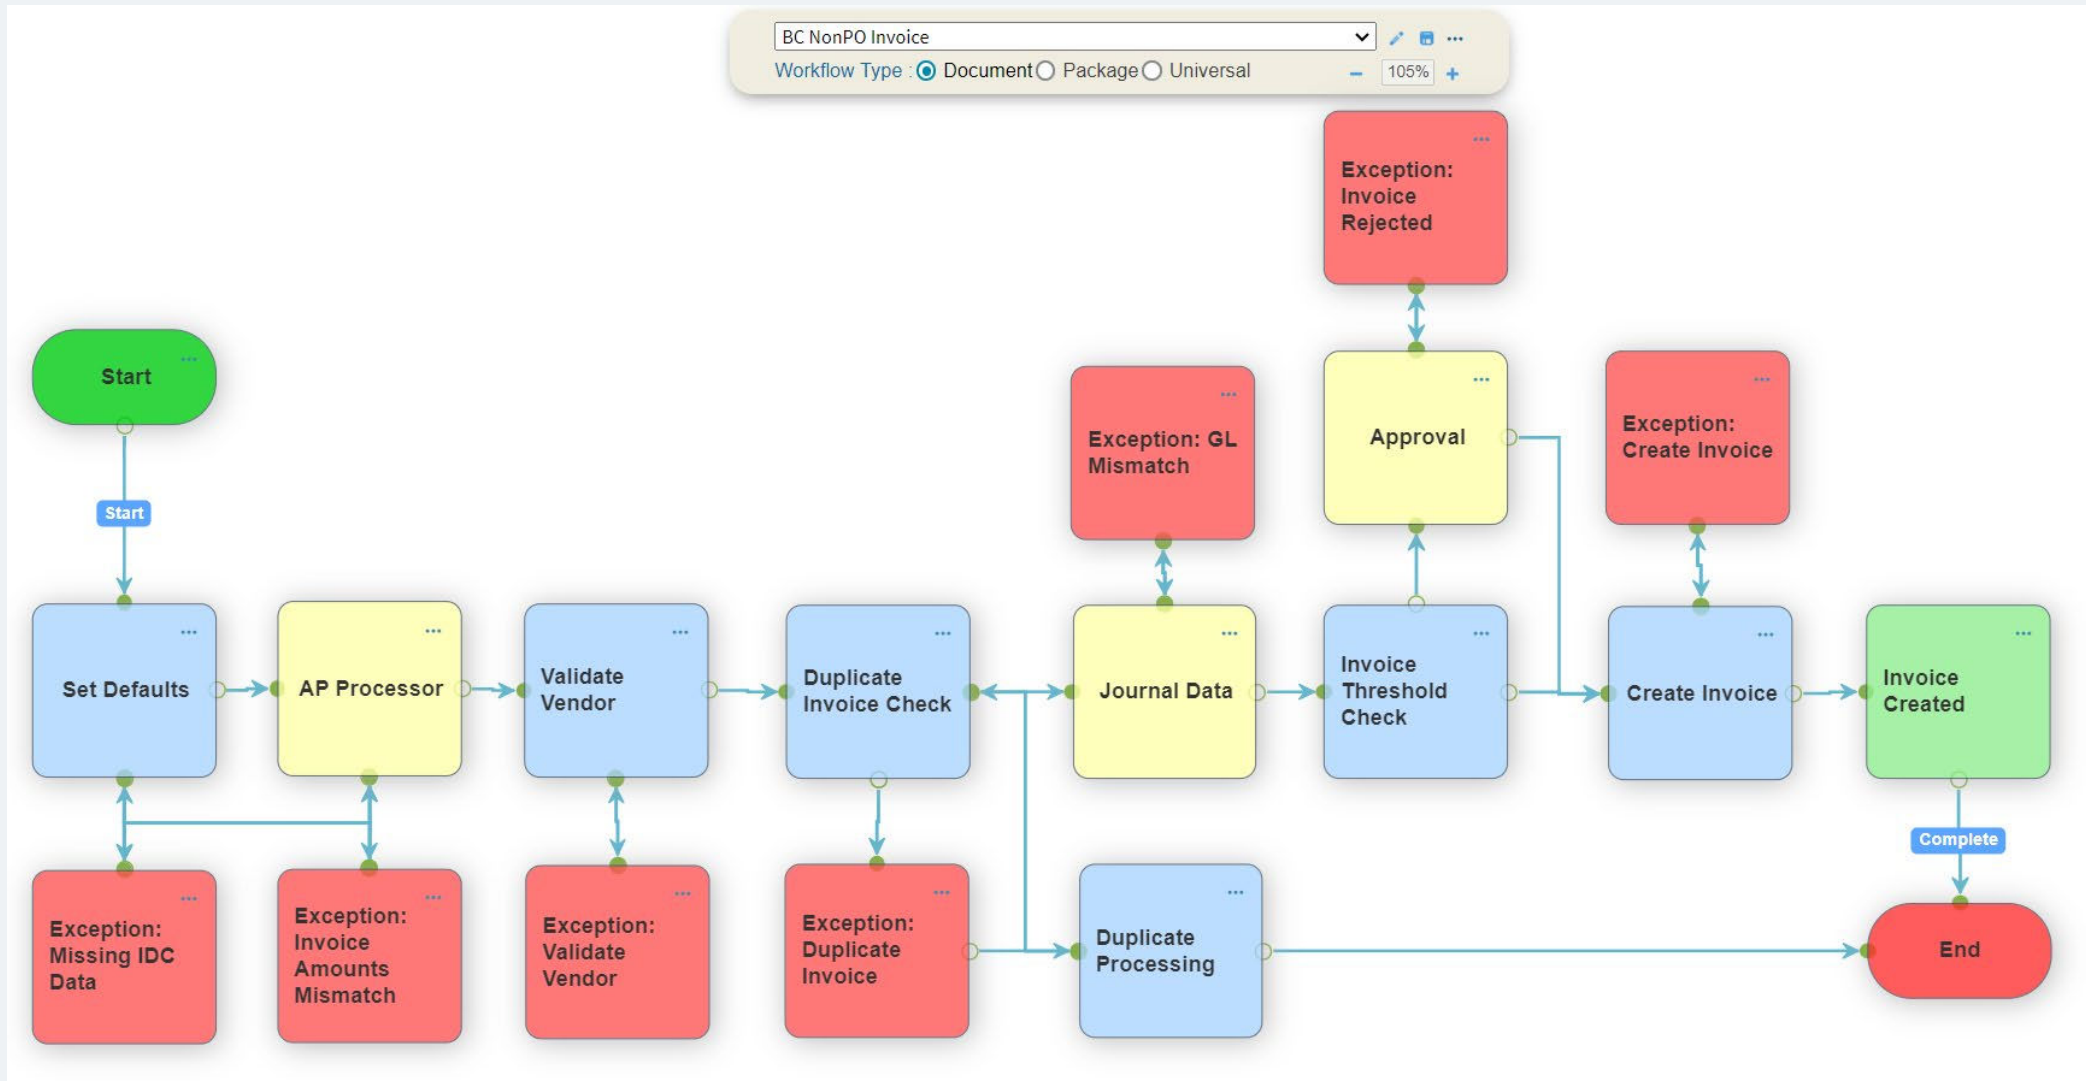 BC NonPO Invoice
Workflow Type : Document Package Universal
105%
Exception:
Invoice
Rejected
Start
Exception: GL
Mismatch
Approval
Exception:
Create Invoice
Start
Set Defaults
AP Processor
Validate
Vendor
Duplicate
Invoice Check
Journal Data
Invoice
Threshold
Check
Create Invoice
Invoice
Created
Complete
Exception:
Missing IDC
Data
Exception:
Invoice
Amounts
Mismatch
Exception:
Validate
Vendor
Exception:
Duplicate
Invoice
Duplicate
Processing
End